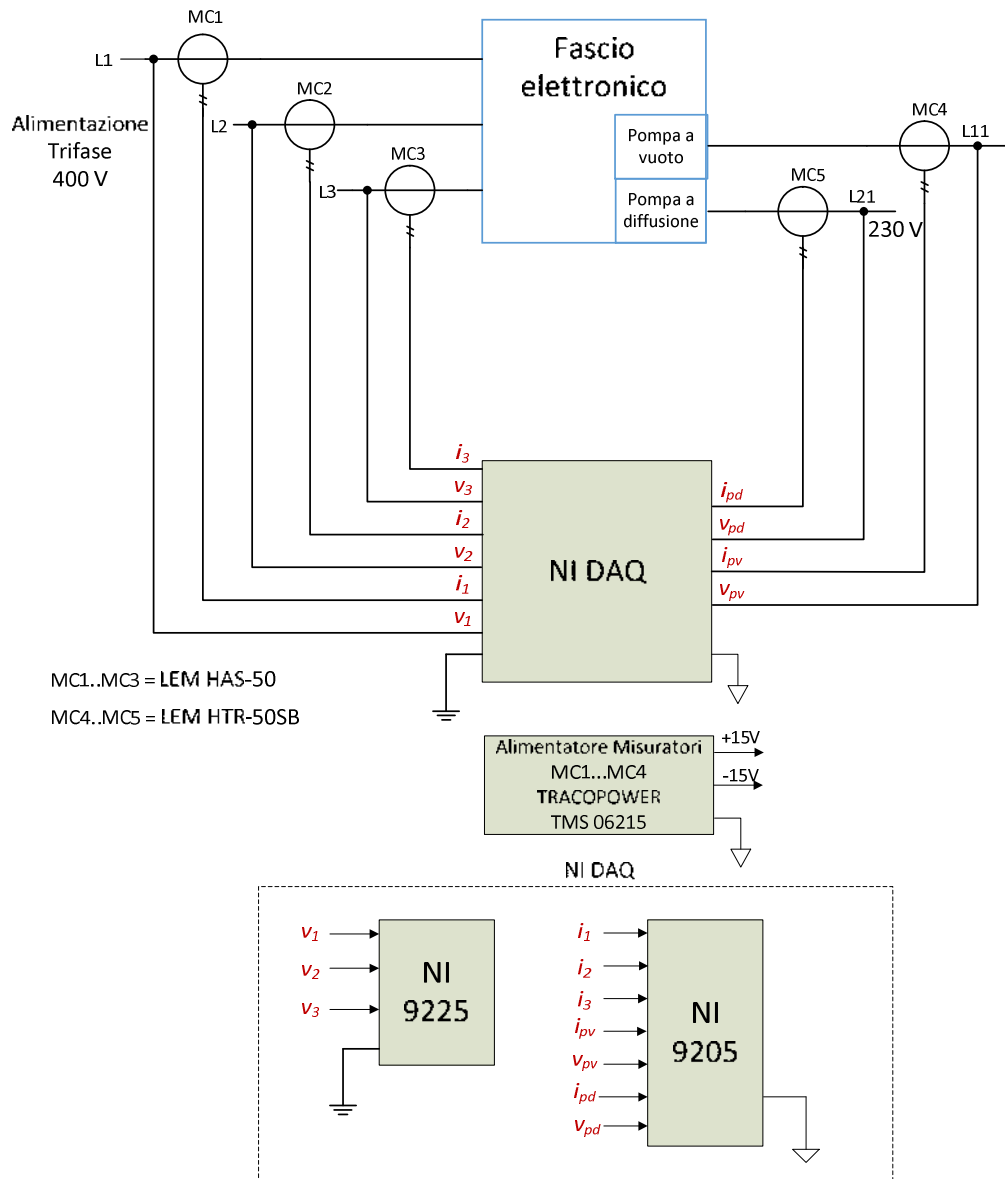 MC1
L1
Fascio
elettronico
MC2
Alimentazione
Trifase
400 V
L2
MC4
L11
Pompa a
vuoto
MC3
MC5
L3
L21
Pompa a
diffusione
230 V
i3
v3
i2
v2
i1
v1
NI DAQ
ipd
vpd
ipv
vpv
MC1..MC3 = LEM HAS-50
MC4..MC5 = LEM HTR-50SB
Alimentatore Misuratori
MC1...MC4
TRACOPOWER
TMS 06215
+15V
-15V
NI DAQ
v1
v2
v3
NI
9225
i1
i2
i3
ipv
vpv
ipd
vpd
NI
9205